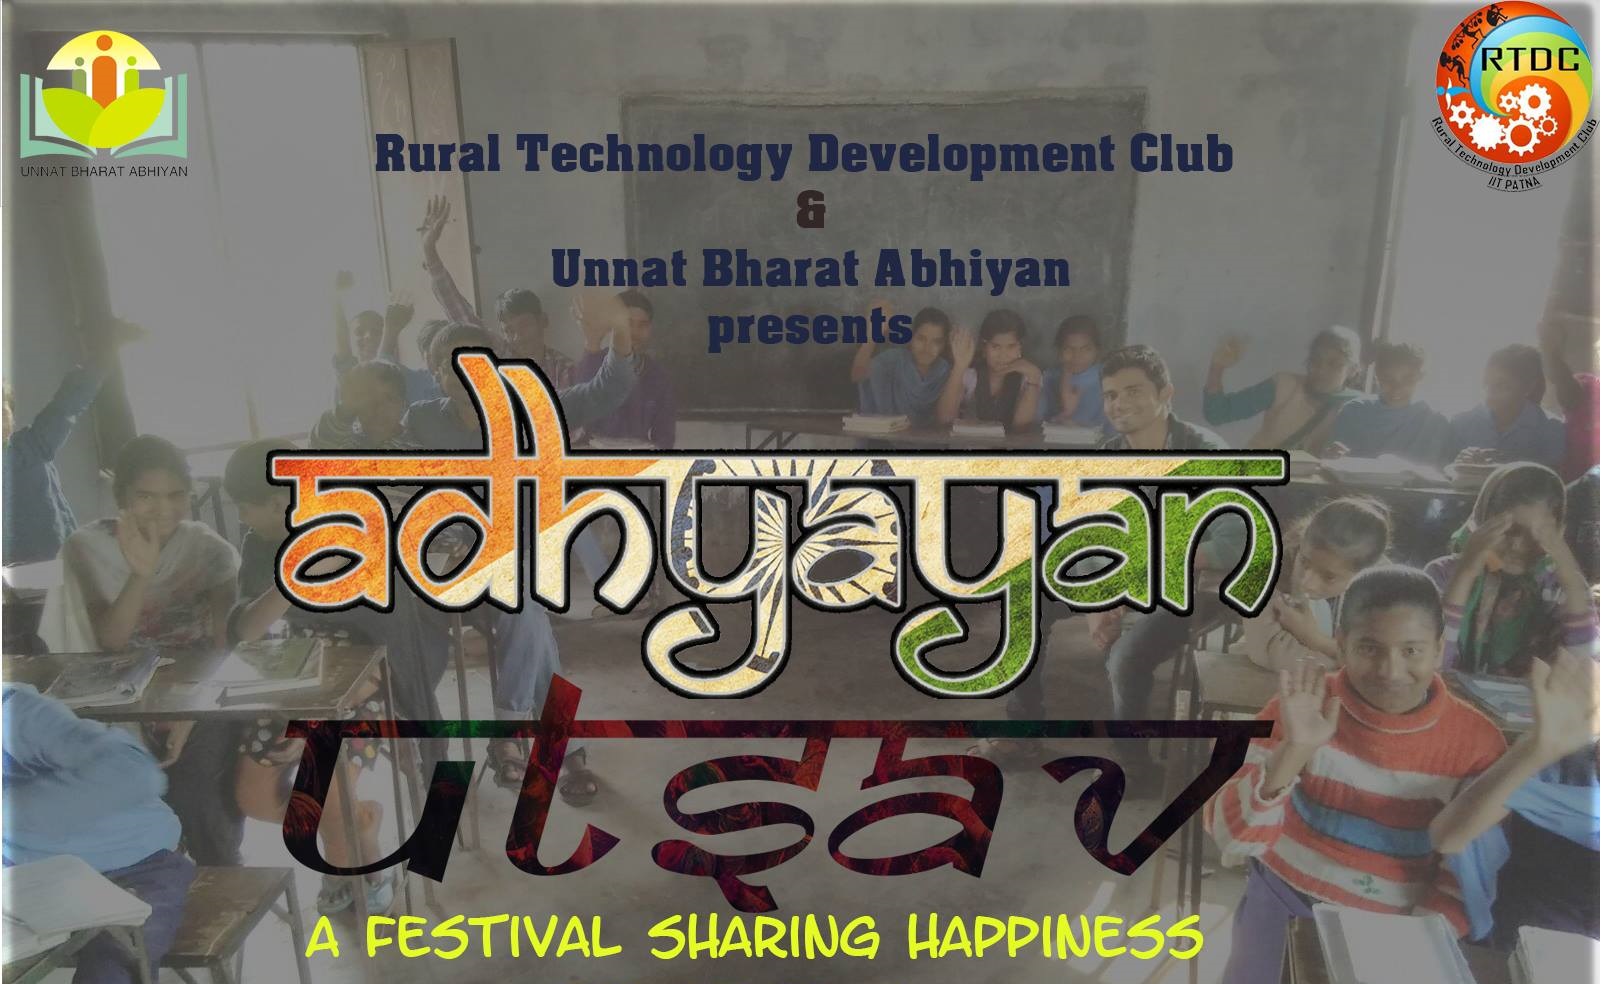 UNNAT BHARAT ABHIYAN
RTDC
Rural Technology Development Club
IIT PATNA
Rural Technology Development Club
&
Unnat Bharat Abhiyan
presents
adhyayan
utsav
A FESTIVAL SHARING HAPPINESS